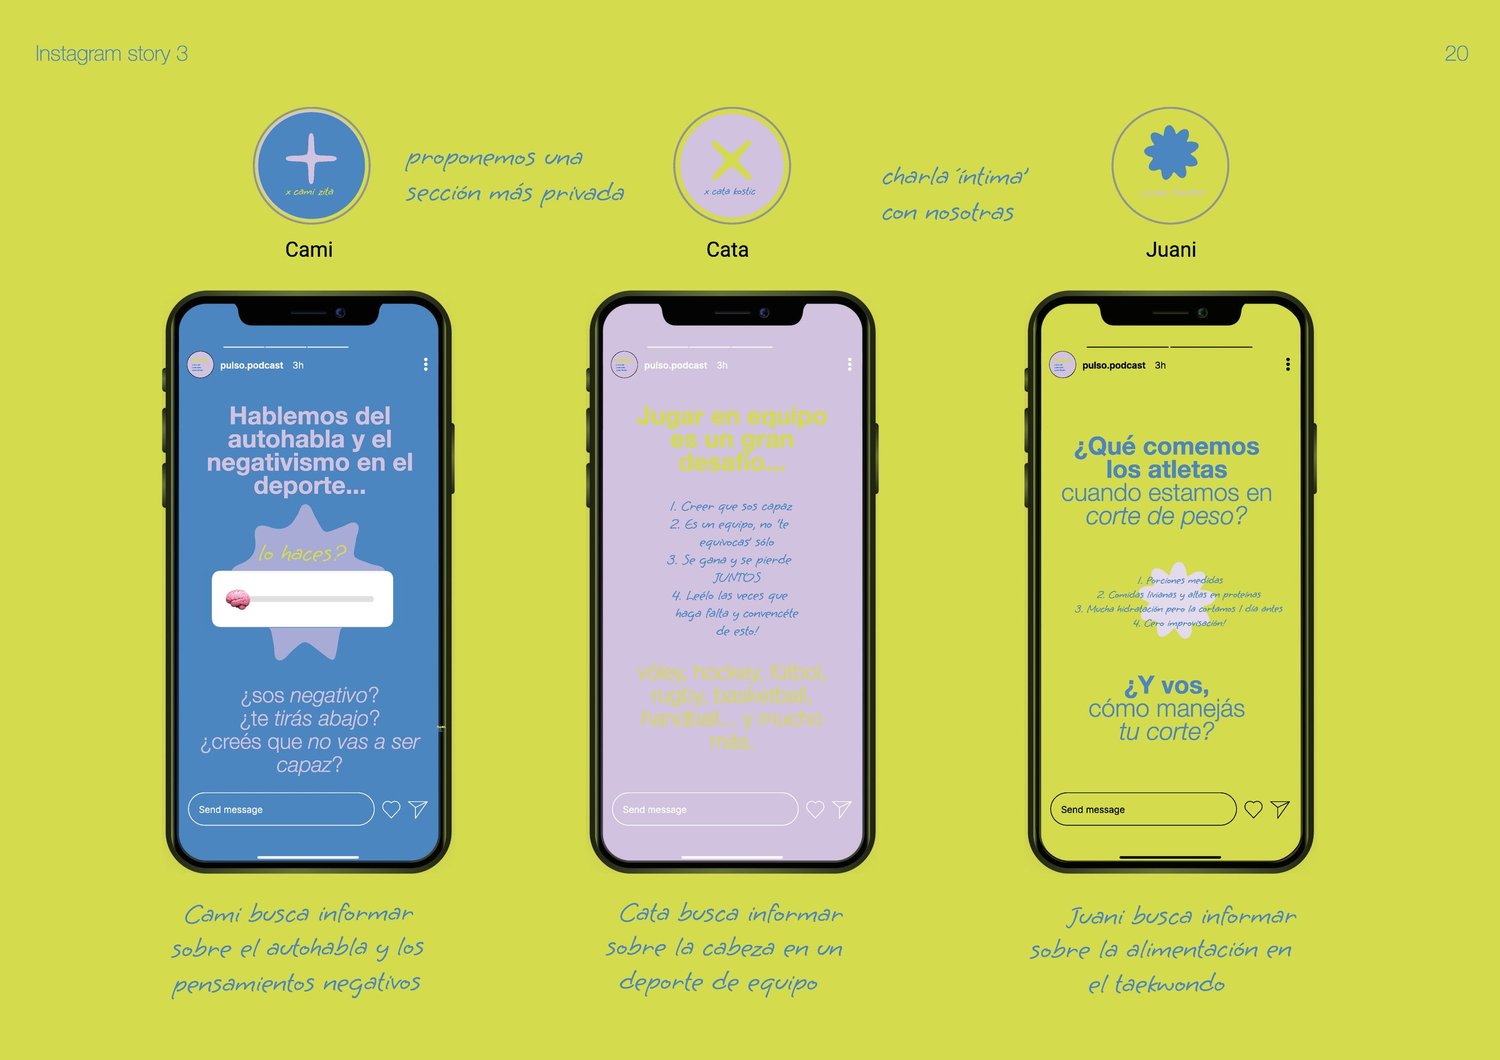 Instagram story 3
20
x cami zita
proponemos una
sección más privada
x cata kostic
charla 'íntima'
con nosotras
Cami
Cata
Juani
pulso.podcast 3h
Hablemos del
autohabla y el
negativismo en el
deporte...
lo haces?
¿sos negativo?
¿te tirás abajo?
¿creés que no vas a ser
capaz?
Send message
pulso.podcast 3h
Jugar en equipo
es un gran
desafío...
1. Creer que sos capaz
2. Es un equipo, no 'te
equivocas' sólo
3. Se gana y se pierde
JUNTOS
4. Leélo las veces que
haga falta y convencéte
de esto!
vóley, hockey, fútbol,
rugby, basketball,
handball... y mucho
más.
Send message
pulso.podcast 3h
¿Qué comemos
los atletas
cuando estamos en
corte de peso?
1. Porciones medidas
2. Comidas livianas y altas en proteínas
3. Mucha hidratación pero la cortamos 1 día antes
4. Cero improvisación!
¿Y vos,
cómo manejás
tu corte?
Send message
Cami busca informar
sobre el autohabla y los
pensamientos negativos
Cata busca informar
sobre la cabeza en un
deporte de equipo
Juani busca informar
sobre la alimentación en
el taekwondo